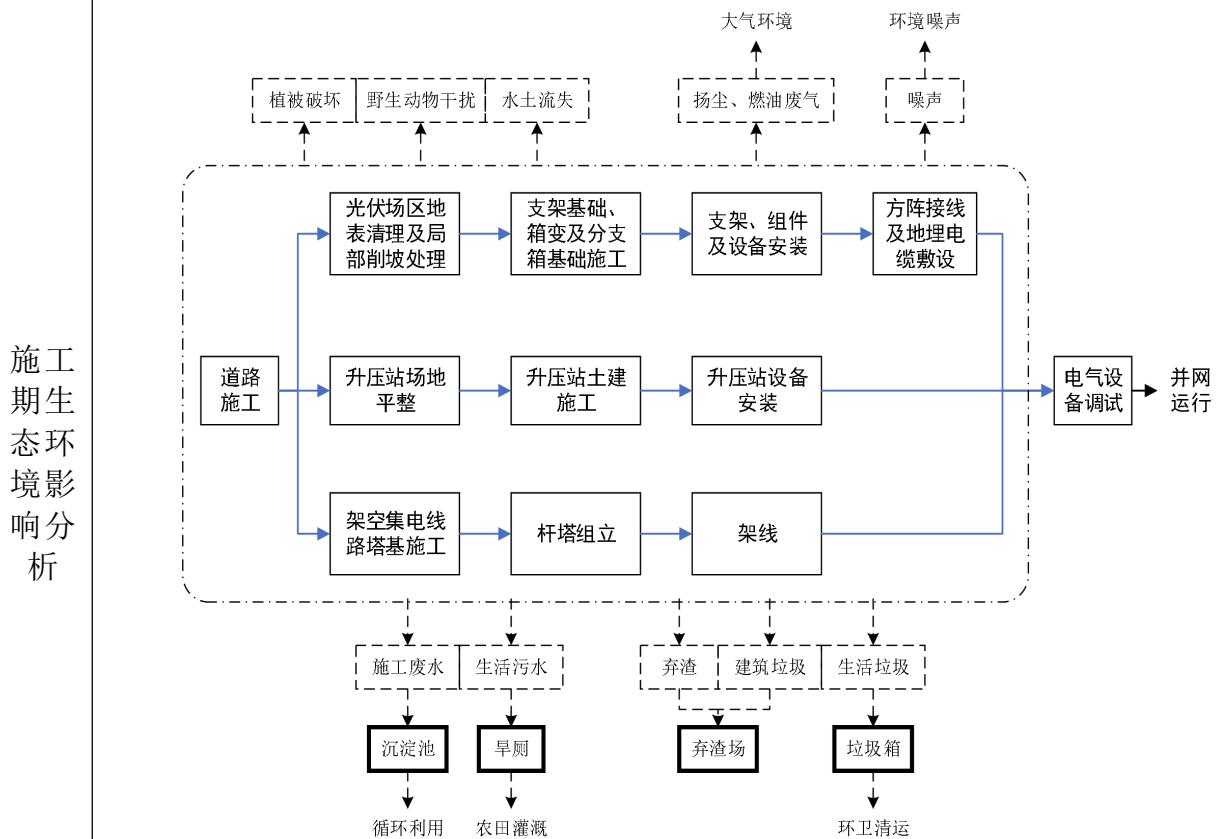 大气环境
环境噪声
植被破坏
野生动物干扰
水土流失
扬尘、燃油废气
噪声
光伏场区地
表清理及局
部削坡处理
支架基础、
箱变及分支
箱基础施工
支架、组件
及设备安装
方阵接线
及地埋电
缆敷设
施工
期生
态环
境影
响分
析
道路
施工
升压站场地
平整
升压站土建
施工
升压站设备
安装
电气设
备调试
并网
运行
架空集电线
路塔基施工
杆塔组立
架线
施工废水
生活污水
弃渣
建筑垃圾
生活垃圾
沉淀池
旱厕
弃渣场
垃圾箱
循环利用
农田灌溉
环卫清运